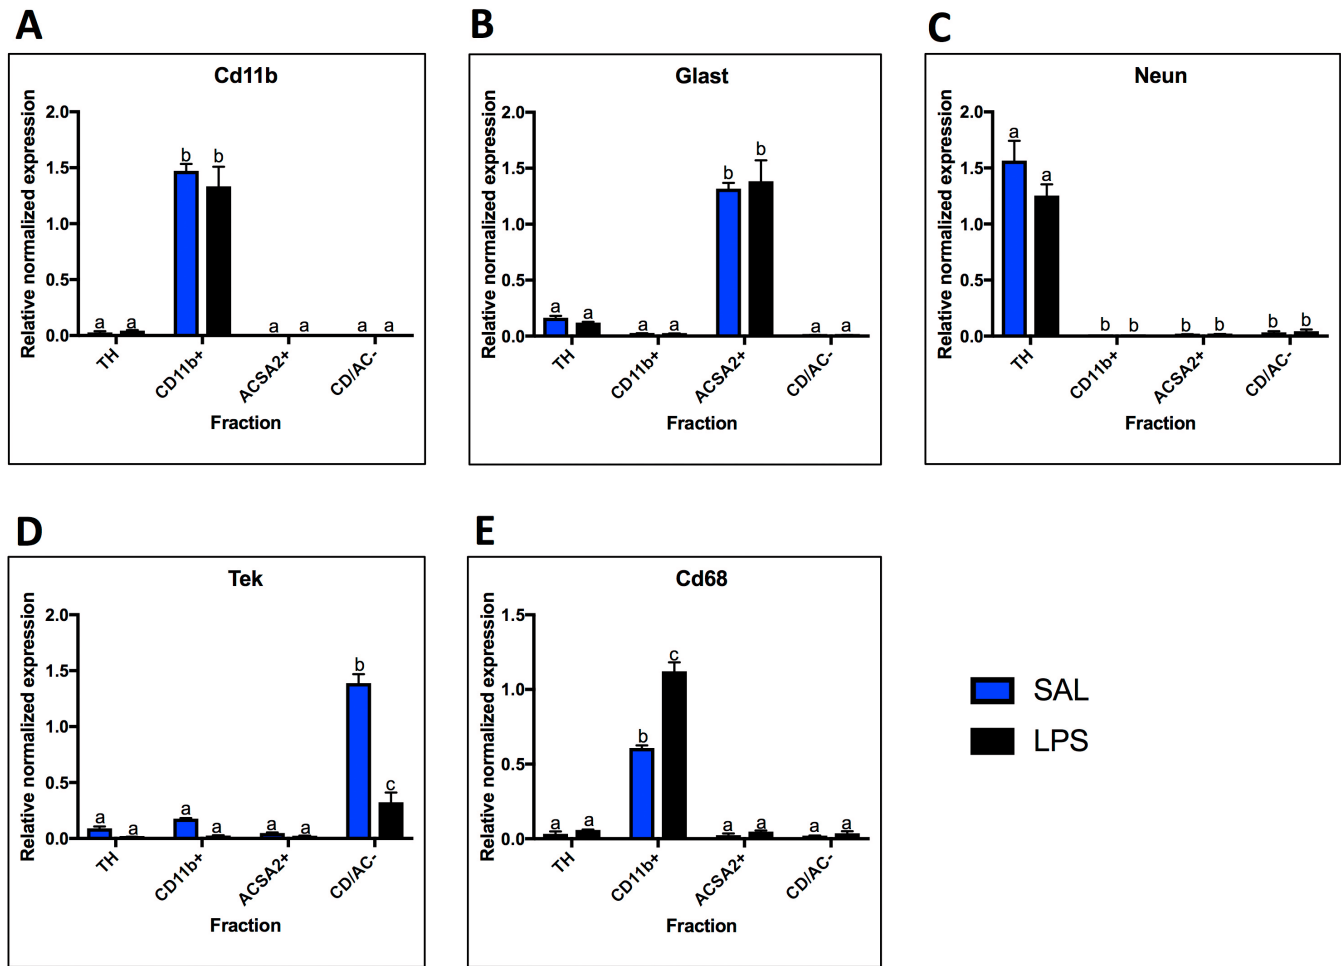 A
Cd11b
Relative normalized expression
2.0
1.5
1.0
0.5
0.0
a a b b a a a a
TH CD11b+ ACSA2+ CD/AC-
Fraction
B
Glast
Relative normalized expression
2.0
1.5
1.0
0.5
0.0
a a a a b b a a
TH CD11b+ ACSA2+ CD/AC-
Fraction
C
Neun
Relative normalized expression
2.0
1.5
1.0
0.5
0.0
a a b b b b b b
TH CD11b+ ACSA2+ CD/AC-
Fraction
D
Tek
Relative normalized expression
2.0
1.5
1.0
0.5
0.0
a a a a a a b c
TH CD11b+ ACSA2+ CD/AC-
Fraction
E
Cd68
Relative normalized expression
1.5
1.0
0.5
0.0
a a b c a a a a
TH CD11b+ ACSA2+ CD/AC-
Fraction
SAL
LPS